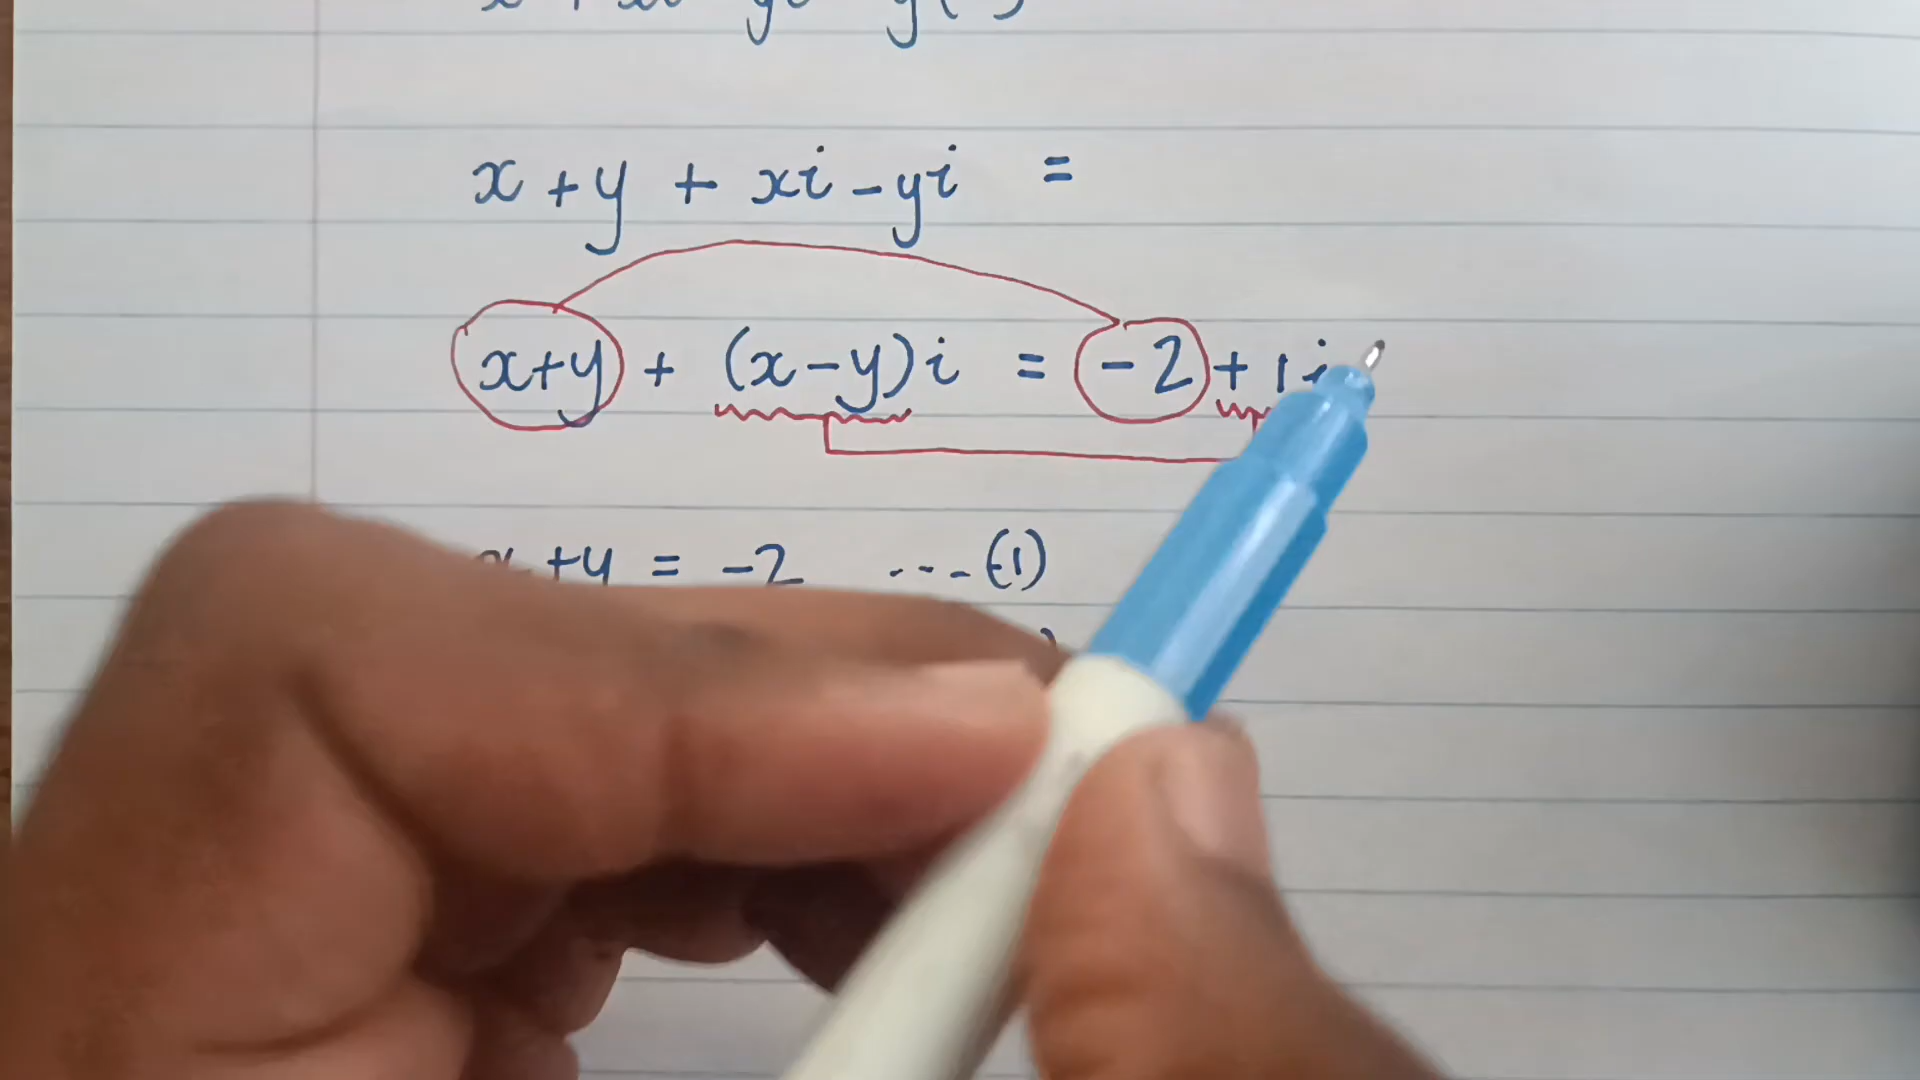 x + y + xi - yi =
x+y + (x-y)i = -2 + 1i
x + y = -2 ... (1)